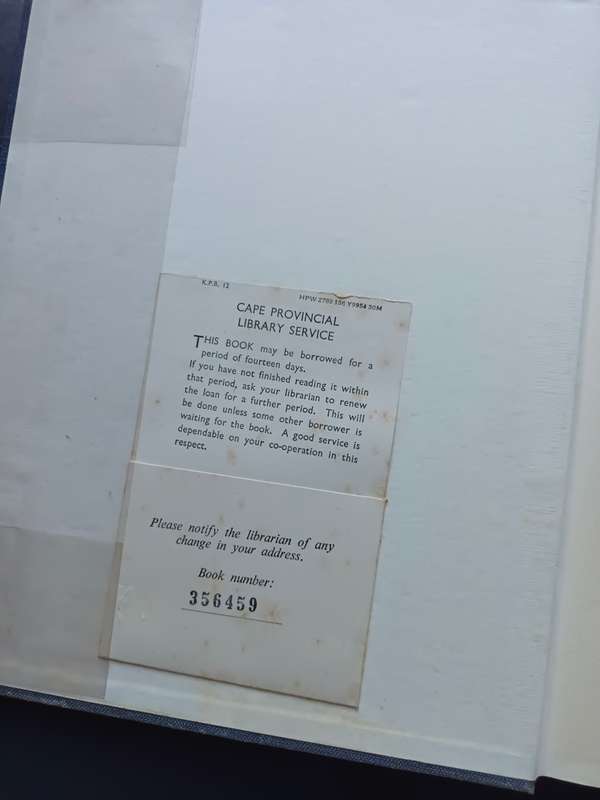 K.P.B. 12
HPW 2769 156 Y9954 30M
CAPE PROVINCIAL
LIBRARY SERVICE
THIS BOOK may be borrowed for a
period of fourteen days.
If you have not finished reading it within
that period, ask your librarian to renew
the loan for a further period. This will
be done unless some other borrower is
waiting for the book. A good service is
dependable on your co-operation in this
respect.
Please notify the librarian of any
change in your address.
Book number:
356459